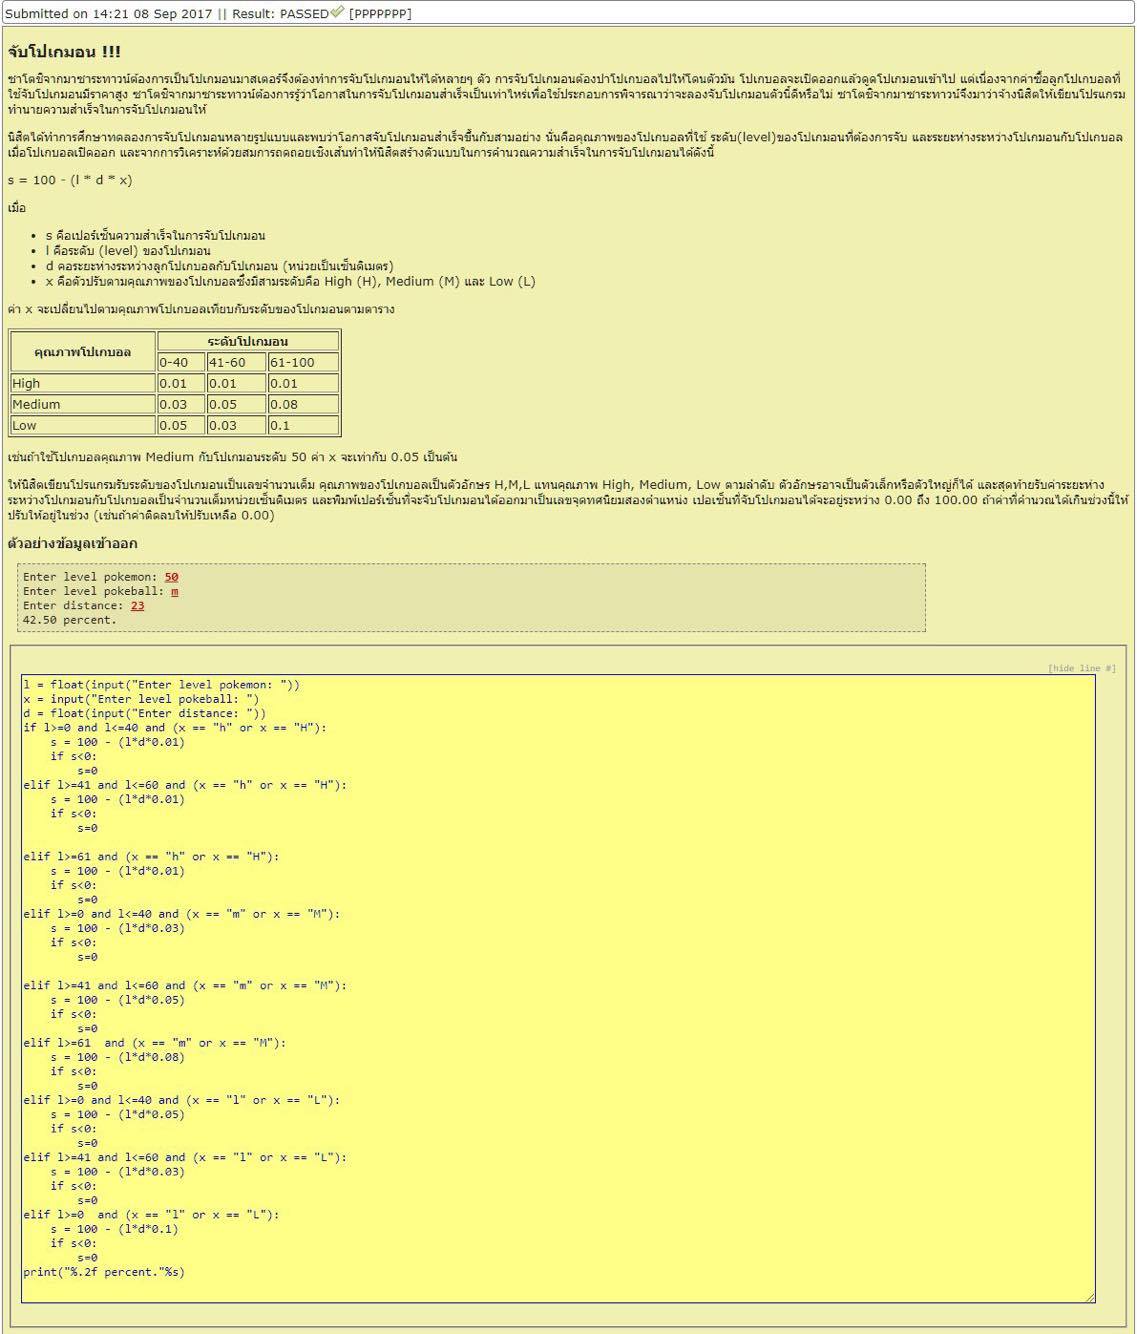 Submitted on 14:21 08 Sep 2017 || Result: PASSED [PPPPPPP]
จับโปเกมอน !!!
ซาโตชิจากมาซาระทาวน์ต้องการเป็นโปเกมอนมาสเตอร์จึงต้องทำการจับโปเกมอนให้ได้หลายๆ ตัว การจับโปเกมอนต้องปาโปเกบอลไปให้โดนตัวมัน โปเกบอลจะเปิดออกแล้วดูดโปเกมอนเข้าไป แต่เนื่องจากค่าซื้อลูกโปเกบอลที่
ใช้จับโปเกมอนมีราคาสูง ซาโตชิจากมาซาระทาวน์ต้องการรู้ว่าโอกาสในการจับโปเกมอนสำเร็จเป็นเท่าไหร่เพื่อใช้ประกอบการพิจารณาว่าจะลองจับโปเกมอนตัวนี้ดีหรือไม่ ซาโตชิจากมาซาระทาวน์จึงมาว่าจ้างนิสิตให้เขียนโปรแกรม
ทำนายความสำเร็จในการจับโปเกมอนให้
นิสิตได้ทำการศึกษาทดลองการจับโปเกมอนหลายรูปแบบและพบว่าโอกาสจับโปเกมอนสำเร็จขึ้นกับสามอย่าง นั่นคือคุณภาพของโปเกบอลที่ใช้ ระดับ(level)ของโปเกมอนที่ต้องการจับ และระยะห่างระหว่างโปเกมอนกับโปเกบอล
เมื่อโปเกบอลเปิดออก และจากการวิเคราะห์ด้วยสมการถดถอยเชิงเส้นทำให้นิสิตสร้างตัวแบบในการคำนวณความสำเร็จในการจับโปเกมอนได้ดังนี้
s = 100 - (l * d * x)
เมื่อ
• s คือเปอร์เซ็นความสำเร็จในการจับโปเกมอน
• l คือระดับ (level) ของโปเกมอน
• d คอระยะห่างระหว่างลูกโปเกบอลกับโปเกมอน (หน่วยเป็นเซ็นติเมตร)
• x คือตัวปรับตามคุณภาพของโปเกบอลซึ่งมีสามระดับคือ High (H), Medium (M) และ Low (L)
ค่า x จะเปลี่ยนไปตามคุณภาพโปเกบอลเทียบกับระดับของโปเกมอนตามตาราง
คุณภาพโปเกบอล ระดับโปเกมอน
0-40 41-60 61-100
High 0.01 0.01 0.01
Medium 0.03 0.05 0.08
Low 0.05 0.03 0.1
เช่นถ้าใช้โปเกบอลคุณภาพ Medium กับโปเกมอนระดับ 50 ค่า x จะเท่ากับ 0.05 เป็นต้น
ให้นิสิตเขียนโปรแกรมรับระดับของโปเกมอนเป็นเลขจำนวนเต็ม คุณภาพของโปเกบอลเป็นตัวอักษร H,M,L แทนคุณภาพ High, Medium, Low ตามลำดับ ตัวอักษรอาจเป็นตัวเล็กหรือตัวใหญ่ก็ได้ และสุดท้ายรับค่าระยะห่าง
ระหว่างโปเกมอนกับโปเกบอลเป็นจำนวนเต็มหน่วยเซ็นติเมตร และพิมพ์เปอร์เซ็นที่จะจับโปเกมอนได้ออกมาเป็นเลขจุดทศนิยมสองตำแหน่ง เปอเซ็นที่จับโปเกมอนได้จะอยู่ระหว่าง 0.00 ถึง 100.00 ถ้าค่าที่คำนวณได้เกินช่วงนี้ให้
ปรับให้อยู่ในช่วง (เช่นถ้าค่าติดลบให้ปรับเหลือ 0.00)
ตัวอย่างข้อมูลเข้าออก
Enter level pokemon: 50
Enter level pokeball: m
Enter distance: 23
42.50 percent.
[hide line #]
l = float(input("Enter level pokemon: "))
x = input("Enter level pokeball: ")
d = float(input("Enter distance: "))
if l>=0 and l<=40 and (x == "h" or x == "H"):
    s = 100 - (l*d*0.01)
    if s<0:
        s=0
elif l>=41 and l<=60 and (x == "h" or x == "H"):
    s = 100 - (l*d*0.01)
    if s<0:
        s=0
elif l>=61 and (x == "h" or x == "H"):
    s = 100 - (l*d*0.01)
    if s<0:
        s=0
elif l>=0 and l<=40 and (x == "m" or x == "M"):
    s = 100 - (l*d*0.03)
    if s<0:
        s=0
elif l>=41 and l<=60 and (x == "m" or x == "M"):
    s = 100 - (l*d*0.05)
    if s<0:
        s=0
elif l>=61  and (x == "m" or x == "M"):
    s = 100 - (l*d*0.08)
    if s<0:
        s=0
elif l>=0 and l<=40 and (x == "l" or x == "L"):
    s = 100 - (l*d*0.05)
    if s<0:
        s=0
elif l>=41 and l<=60 and (x == "l" or x == "L"):
    s = 100 - (l*d*0.03)
    if s<0:
        s=0
elif l>=0  and (x == "l" or x == "L"):
    s = 100 - (l*d*0.1)
    if s<0:
        s=0
print("%.2f percent."%s)